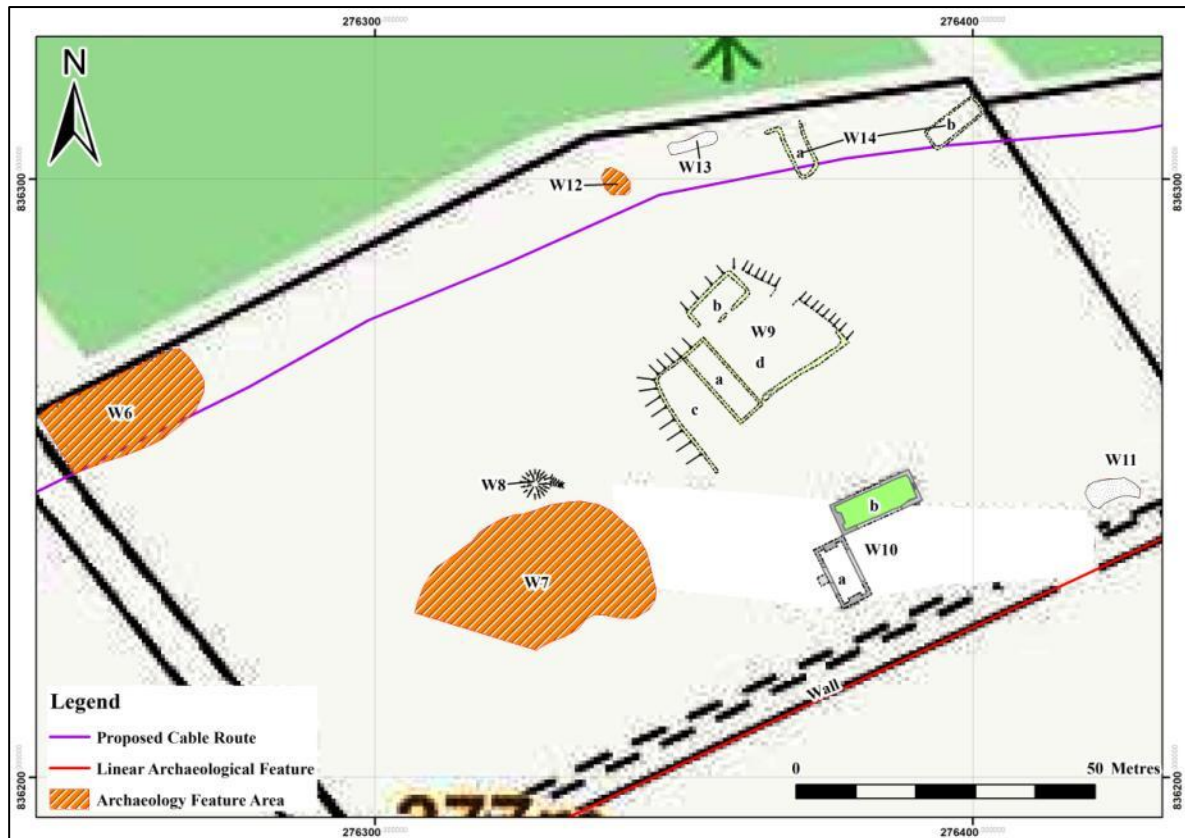 276300
276400
N
836300
836300
b
W14
a
W13
W12
b
W9
d
a
c
W6
W11
W8
b
W10
W7
a
Wall
Legend
Proposed Cable Route
Linear Archaeological Feature
Archaeology Feature Area
0
50 Metres
836200
836200
276300
276400